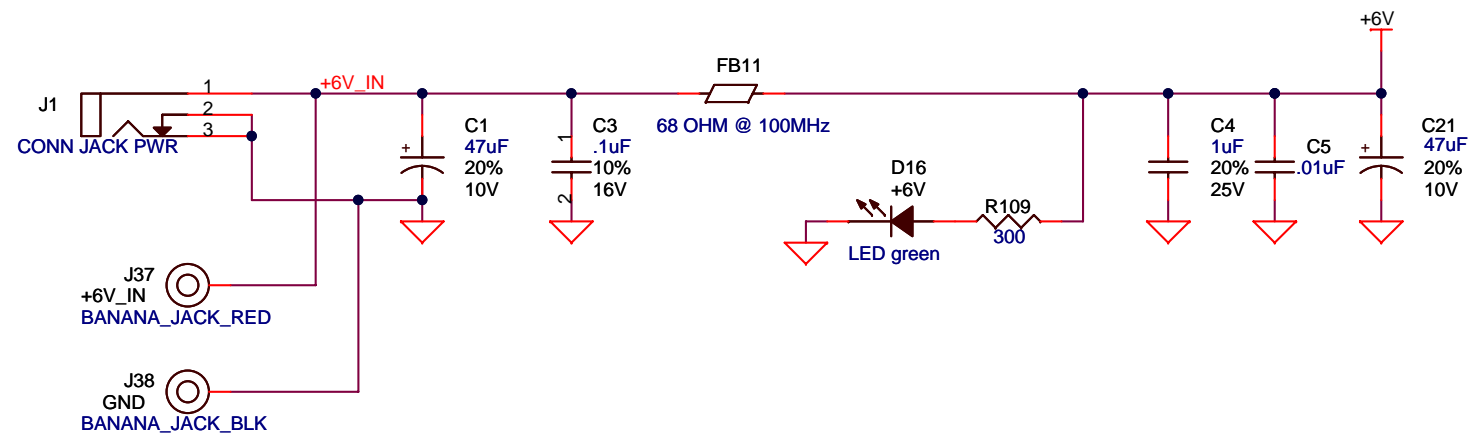 +6V
FB11
+6V_IN
1
J1
2
3
CONN JACK PWR
68 OHM @ 100MHz
C1
47uF
20%
10V
+
1
C3
.1uF
10%
16V
2
C4
1uF
20%
25V
C5
.01uF
+
C21
47uF
20%
10V
D16
+6V
LED green
R109
300
J37
+6V_IN
BANANA_JACK_RED
J38
GND
BANANA_JACK_BLK